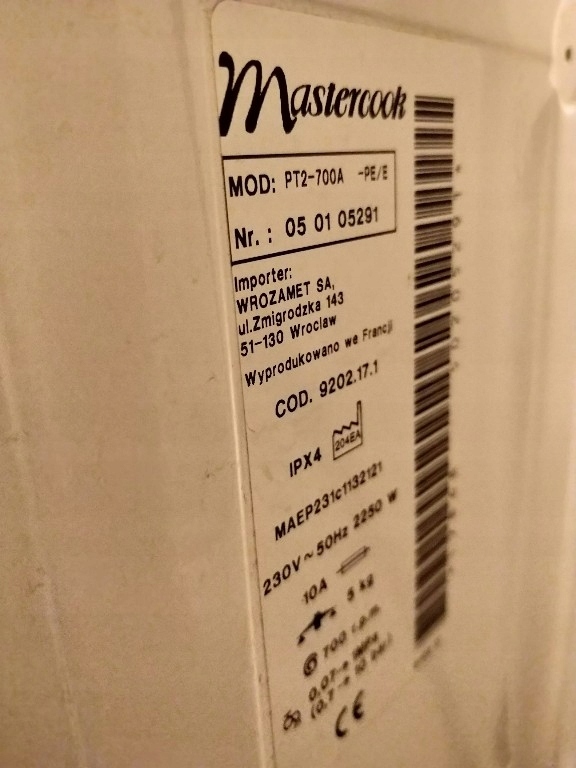 Mastercook
MOD: PT2-700A -PE/E
Nr. : 05 01 05291
Importer:
WROZAMET SA,
ul.Zmigrodzka 143
51-130 Wroclaw
Wyprodukowano we Francji
COD. 9202.17.1
IPX4 204EA
MAEP231c1132121
230V~50Hz 2250 W
10A
5 kg
700 r.p.m.
CE